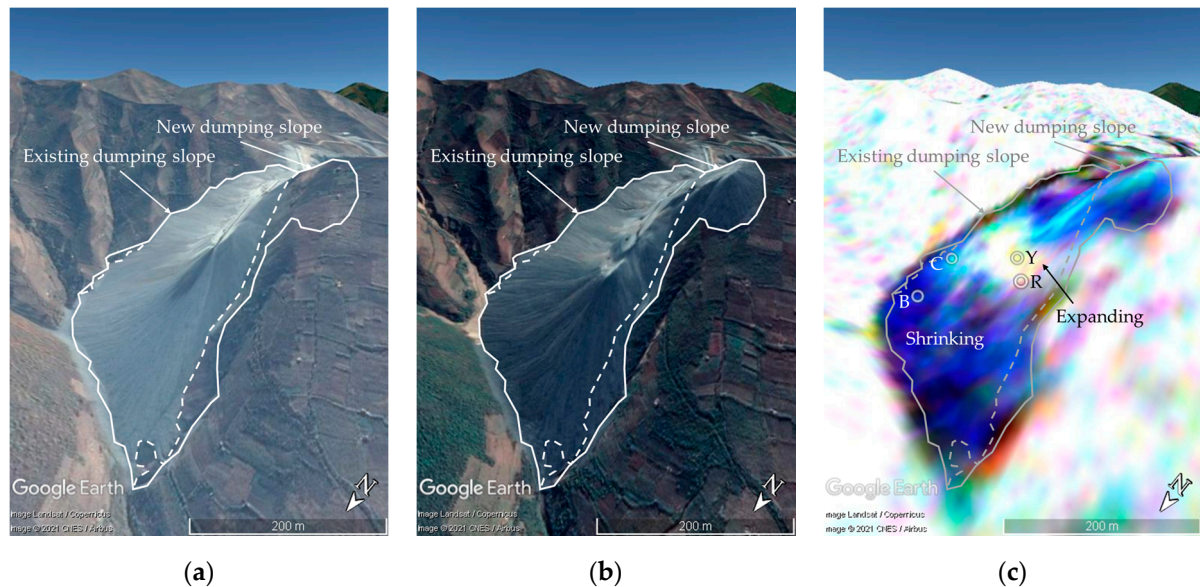 New dumping slope
Existing dumping slope
N
Google Earth
Image Landsat / Copernicus
Image © 2021 CNES / Airbus
200 m
(a)
New dumping slope
Existing dumping slope
N
Google Earth
Image Landsat / Copernicus
Image © 2021 CNES / Airbus
200 m
(b)
New dumping slope
Existing dumping slope
C
Y
R
B
Expanding
Shrinking
N
Google Earth
Image Landsat / Copernicus
Image © 2021 CNES / Airbus
200 m
(c)